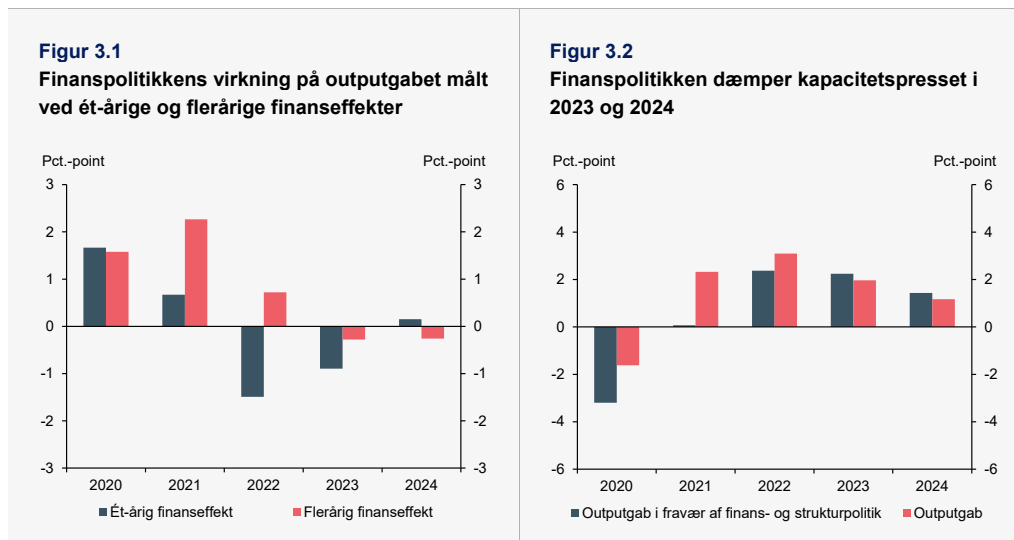 Figur 3.1
Finanspolitikkens virkning på outputgabet målt
ved ét-årige og flerårige finanseffekter
Pct.-point
Pct.-point
3
3
2
2
1
1
0
0
-1
-1
-2
-2
-3
-3
2020
2021
2022
2023
2024
Ét-årig finanseffekt
Flerårig finanseffekt
Figur 3.2
Finanspolitikken dæmper kapacitetspresset i
2023 og 2024
Pct.-point
Pct.-point
6
6
4
4
2
2
0
0
-2
-2
-4
-4
-6
-6
2020
2021
2022
2023
2024
Outputgab i fravær af finans- og strukturpolitik
Outputgab